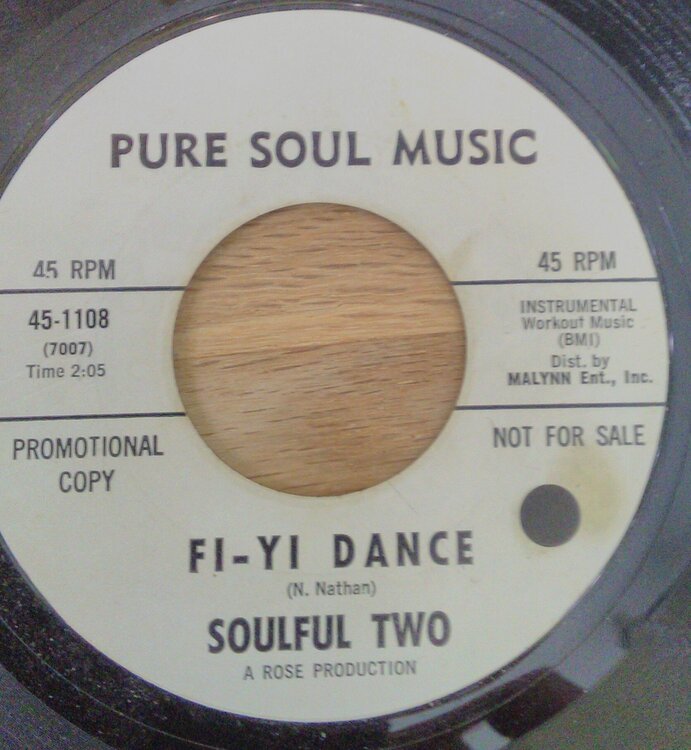 PURE SOUL MUSIC
45 RPM
45 RPM
45-1108
(7007)
Time 2:05
INSTRUMENTAL
Workout Music
(BMI)
Dist. by
MALYNN Ent., Inc.
PROMOTIONAL
COPY
NOT FOR SALE
FI-YI DANCE
(N. Nathan)
SOULFUL TWO
A ROSE PRODUCTION